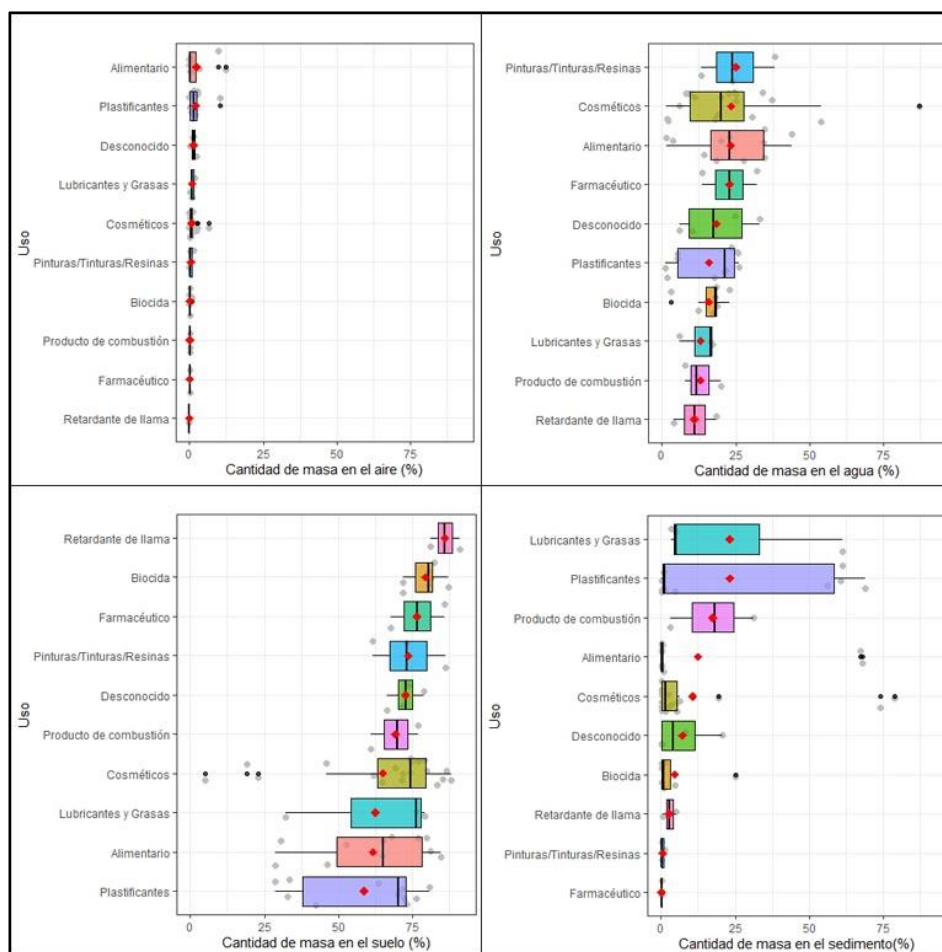 Alimentario
Plastificantes
Desconocido
Lubricantes y Grasas
Cosméticos
Pinturas/Tinturas/Resinas
Biocida
Producto de combustión
Farmacéutico
Retardante de llama
Uso
0 25 50 75
Cantidad de masa en el aire (%)
Pinturas/Tinturas/Resinas
Cosméticos
Alimentario
Farmacéutico
Desconocido
Plastificantes
Biocida
Lubricantes y Grasas
Producto de combustión
Retardante de llama
Uso
0 25 50 75
Cantidad de masa en el agua (%)
Retardante de llama
Biocida
Farmacéutico
Pinturas/Tinturas/Resinas
Desconocido
Producto de combustión
Cosméticos
Lubricantes y Grasas
Alimentario
Plastificantes
Uso
0 25 50 75
Cantidad de masa en el suelo (%)
Lubricantes y Grasas
Plastificantes
Producto de combustión
Alimentario
Cosméticos
Desconocido
Biocida
Retardante de llama
Pinturas/Tinturas/Resinas
Farmacéutico
Uso
0 25 50 75
Cantidad de masa en el sedimento(%)